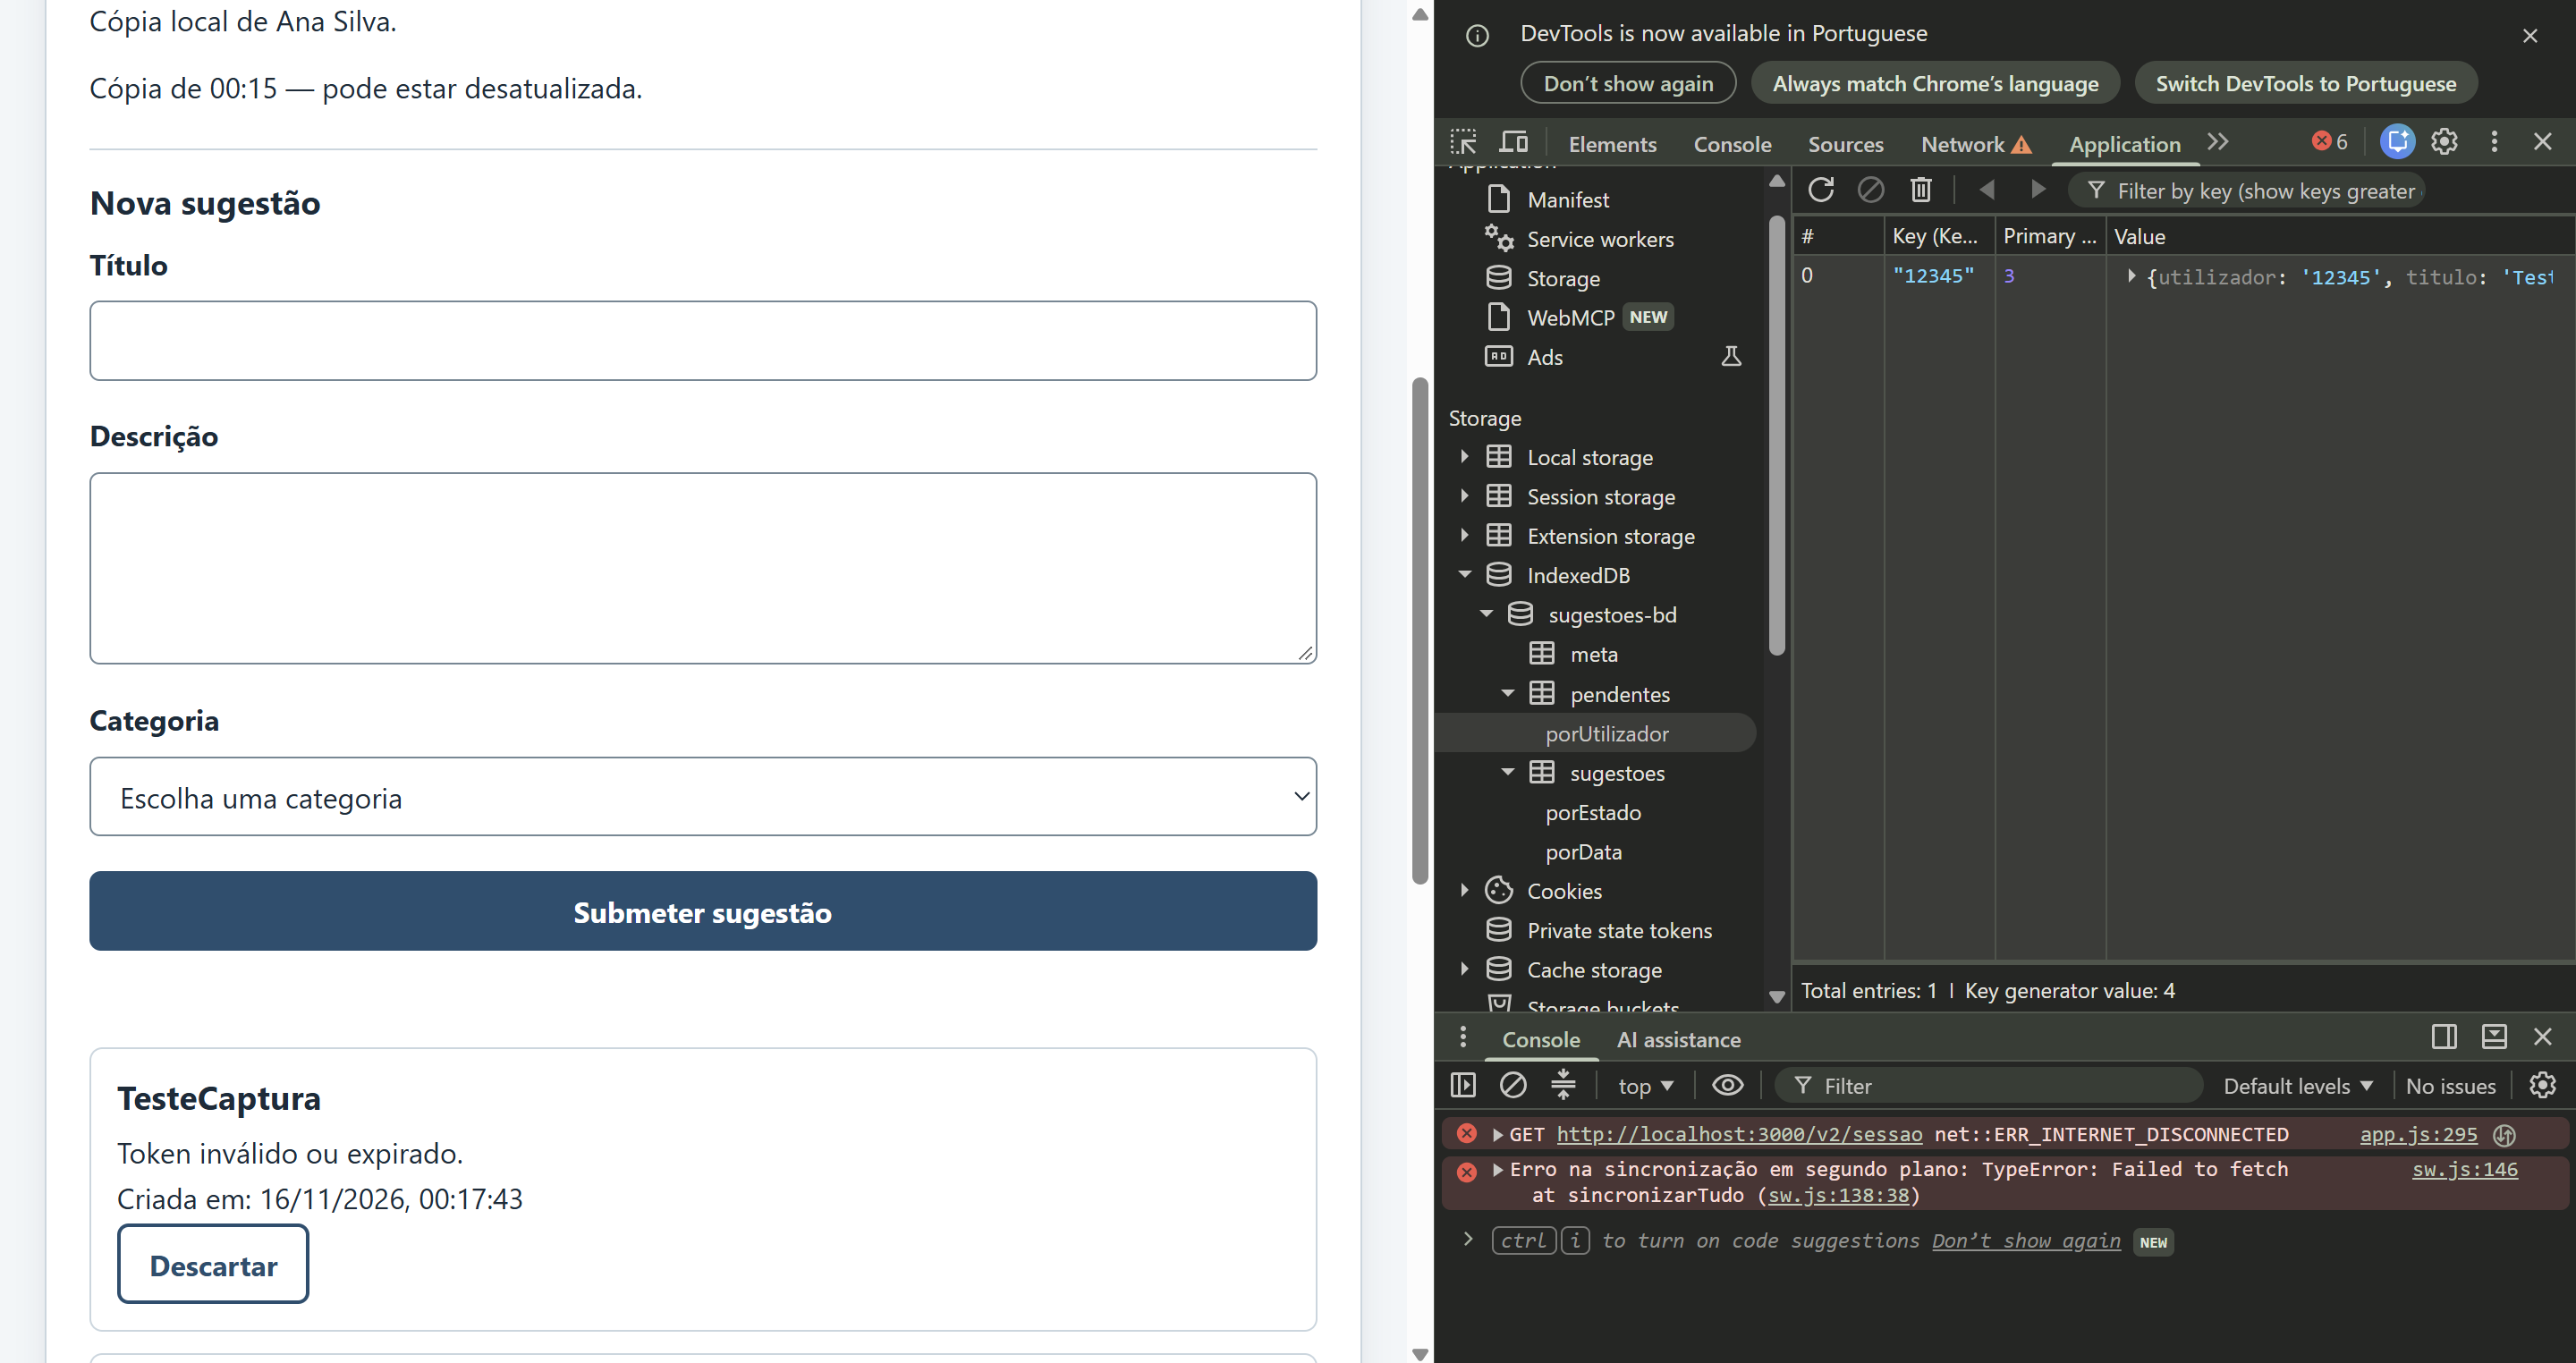 Cópia local de Ana Silva.
Cópia de 00:15 — pode estar desatualizada.
Nova sugestão
Título
Descrição
Categoria
Escolha uma categoria
Submeter sugestão
TesteCaptura
Token inválido ou expirado.
Criada em: 16/11/2026, 00:17:43
Descartar
DevTools is now available in Portuguese
Don't show again
Always match Chrome's language
Switch DevTools to Portuguese
Elements Console Sources Network Application 6
Application
Manifest
Service workers
Storage
WebMCP NEW
Ads
Storage
Local storage
Session storage
Extension storage
IndexedDB
sugestoes-bd
meta
pendentes
porUtilizador
sugestoes
porEstado
porData
Cookies
Private state tokens
Cache storage
Storage buckets
Filter by key (show keys greater
# Key (Ke... Primary ... Value
0 "12345" 3 {utilizador: '12345', titulo: 'Test
Total entries: 1 | Key generator value: 4
Console AI assistance
top Filter Default levels No issues
GET http://localhost:3000/v2/sessao net::ERR_INTERNET_DISCONNECTED app.js:295
Erro na sincronização em segundo plano: TypeError: Failed to fetch sw.js:146
at sincronizarTudo (sw.js:138:38)
ctrl i to turn on code suggestions Don't show again NEW